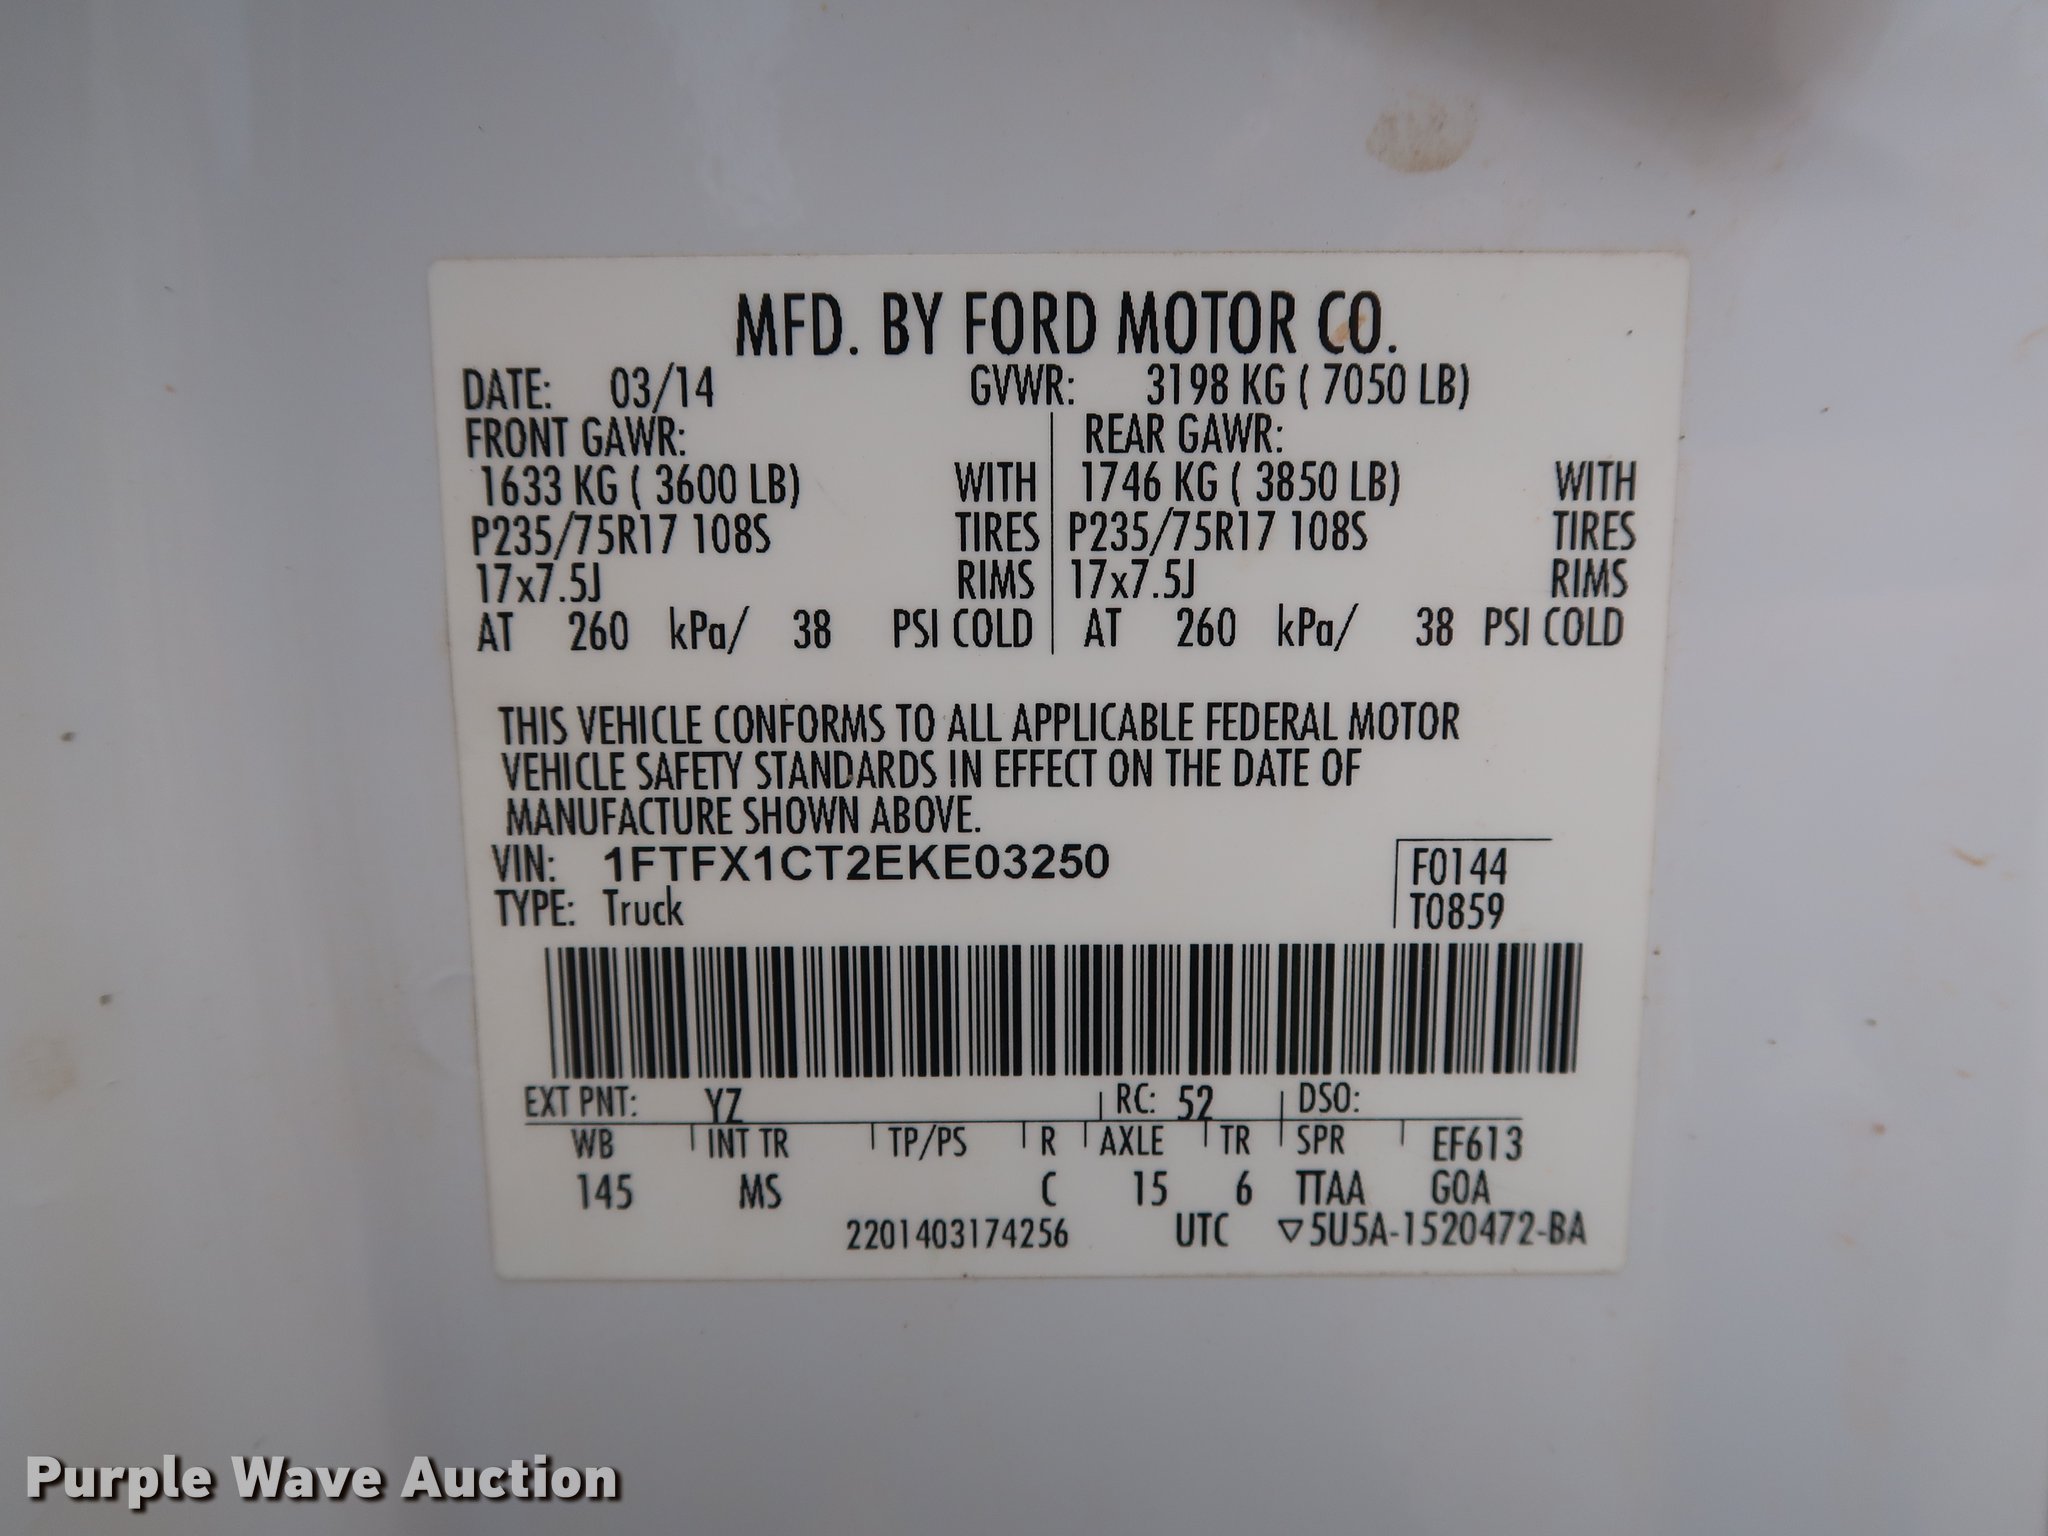 MFD. BY FORD MOTOR CO.
DATE: 03/14 GVWR: 3198 KG ( 7050 LB)
FRONT GAWR: REAR GAWR:
1633 KG ( 3600 LB) WITH 1746 KG ( 3850 LB) WITH
P235/75R17 108S TIRES P235/75R17 108S TIRES
17x7.5J RIMS 17x7.5J RIMS
AT 260 kPa/ 38 PSI COLD AT 260 kPa/ 38 PSI COLD
THIS VEHICLE CONFORMS TO ALL APPLICABLE FEDERAL MOTOR
VEHICLE SAFETY STANDARDS IN EFFECT ON THE DATE OF
MANUFACTURE SHOWN ABOVE.
VIN: 1FTFX1CT2EKE03250 F0144
TYPE: Truck T0859
EXT PNT: YZ RC: 52 DSO:
WB INT TR TP/PS R AXLE TR SPR EF613
145 MS C 15 6 TTAA GOA
2201403174256 UTC ▽5U5A-1520472-BA
Purple Wave Auction